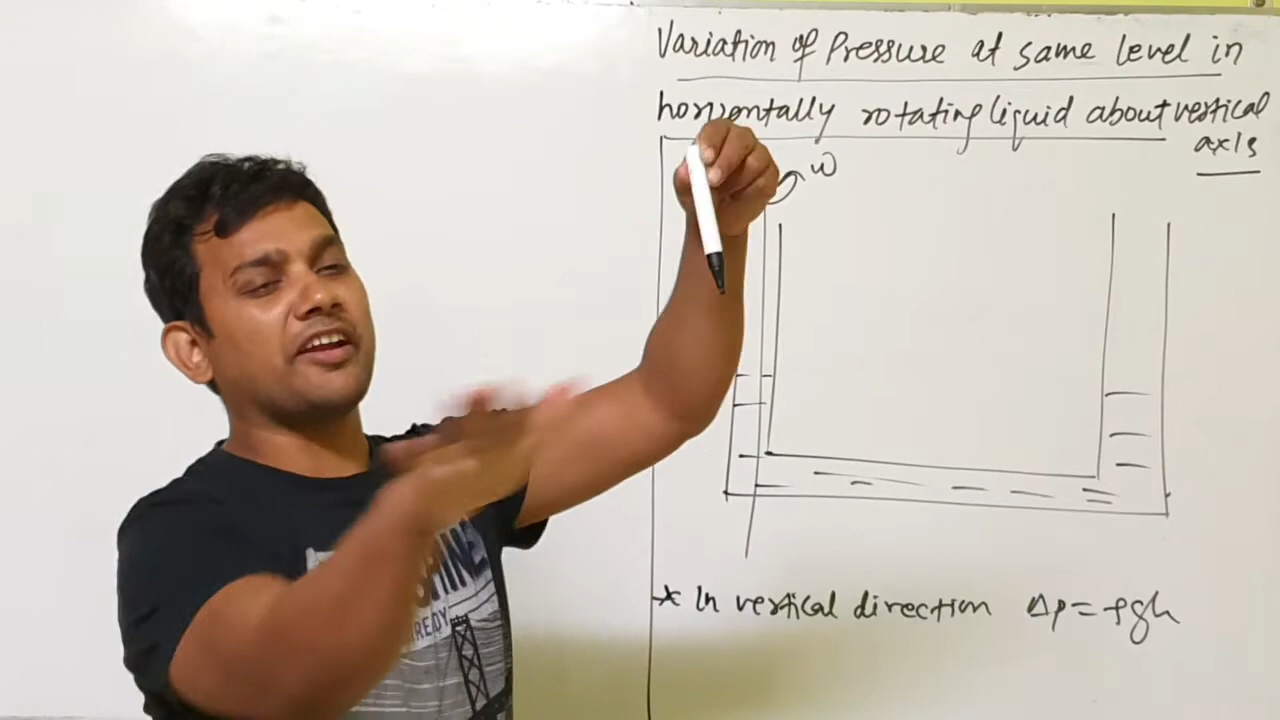 Variation of Pressure at same level in
horizontally rotating liquid about vertical
axis
ω
* In vertical direction Δp = ρgh